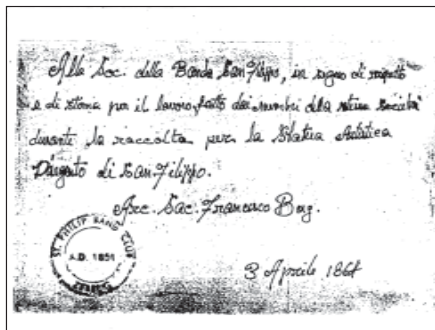 Alla Soc. della Banda San Filippo, in segno di rispetto
e di stima per il lavoro fatto dai membri della stessa Società
durante la raccolta per la Statua Artistica
D'argento di San Filippo.
Arc. Sac. Francesco Borg.
ST. PHILIP BAND CLUB
A.D. 1851
ZEBBUG
3 Aprile 1864